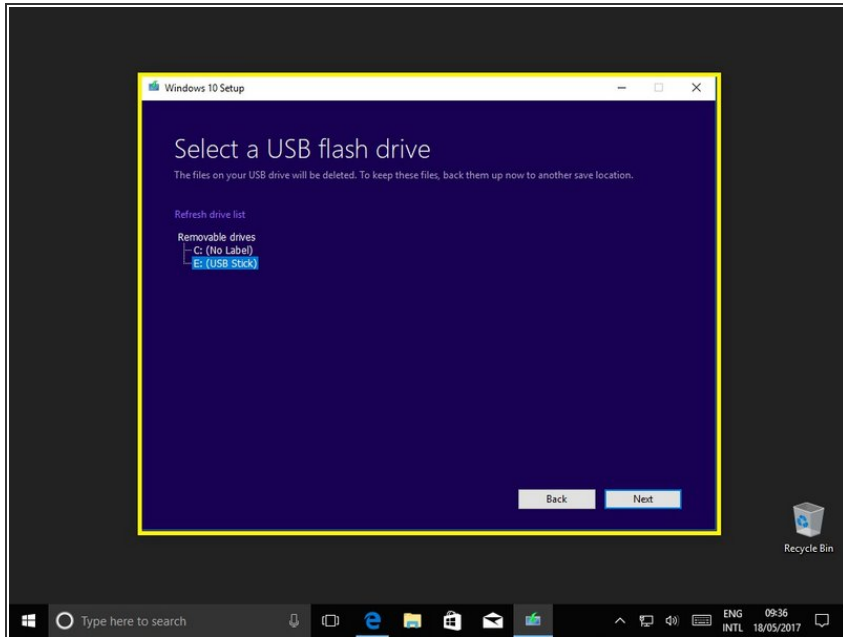 Windows 10 Setup
Select a USB flash drive
The files on your USB drive will be deleted. To keep these files, back them up now to another save location.
Refresh drive list
Removable drives
C: (No Label)
E: (USB Stick)
Back
Next
Recycle Bin
Type here to search
ENG
INTL
09:36
18/05/2017